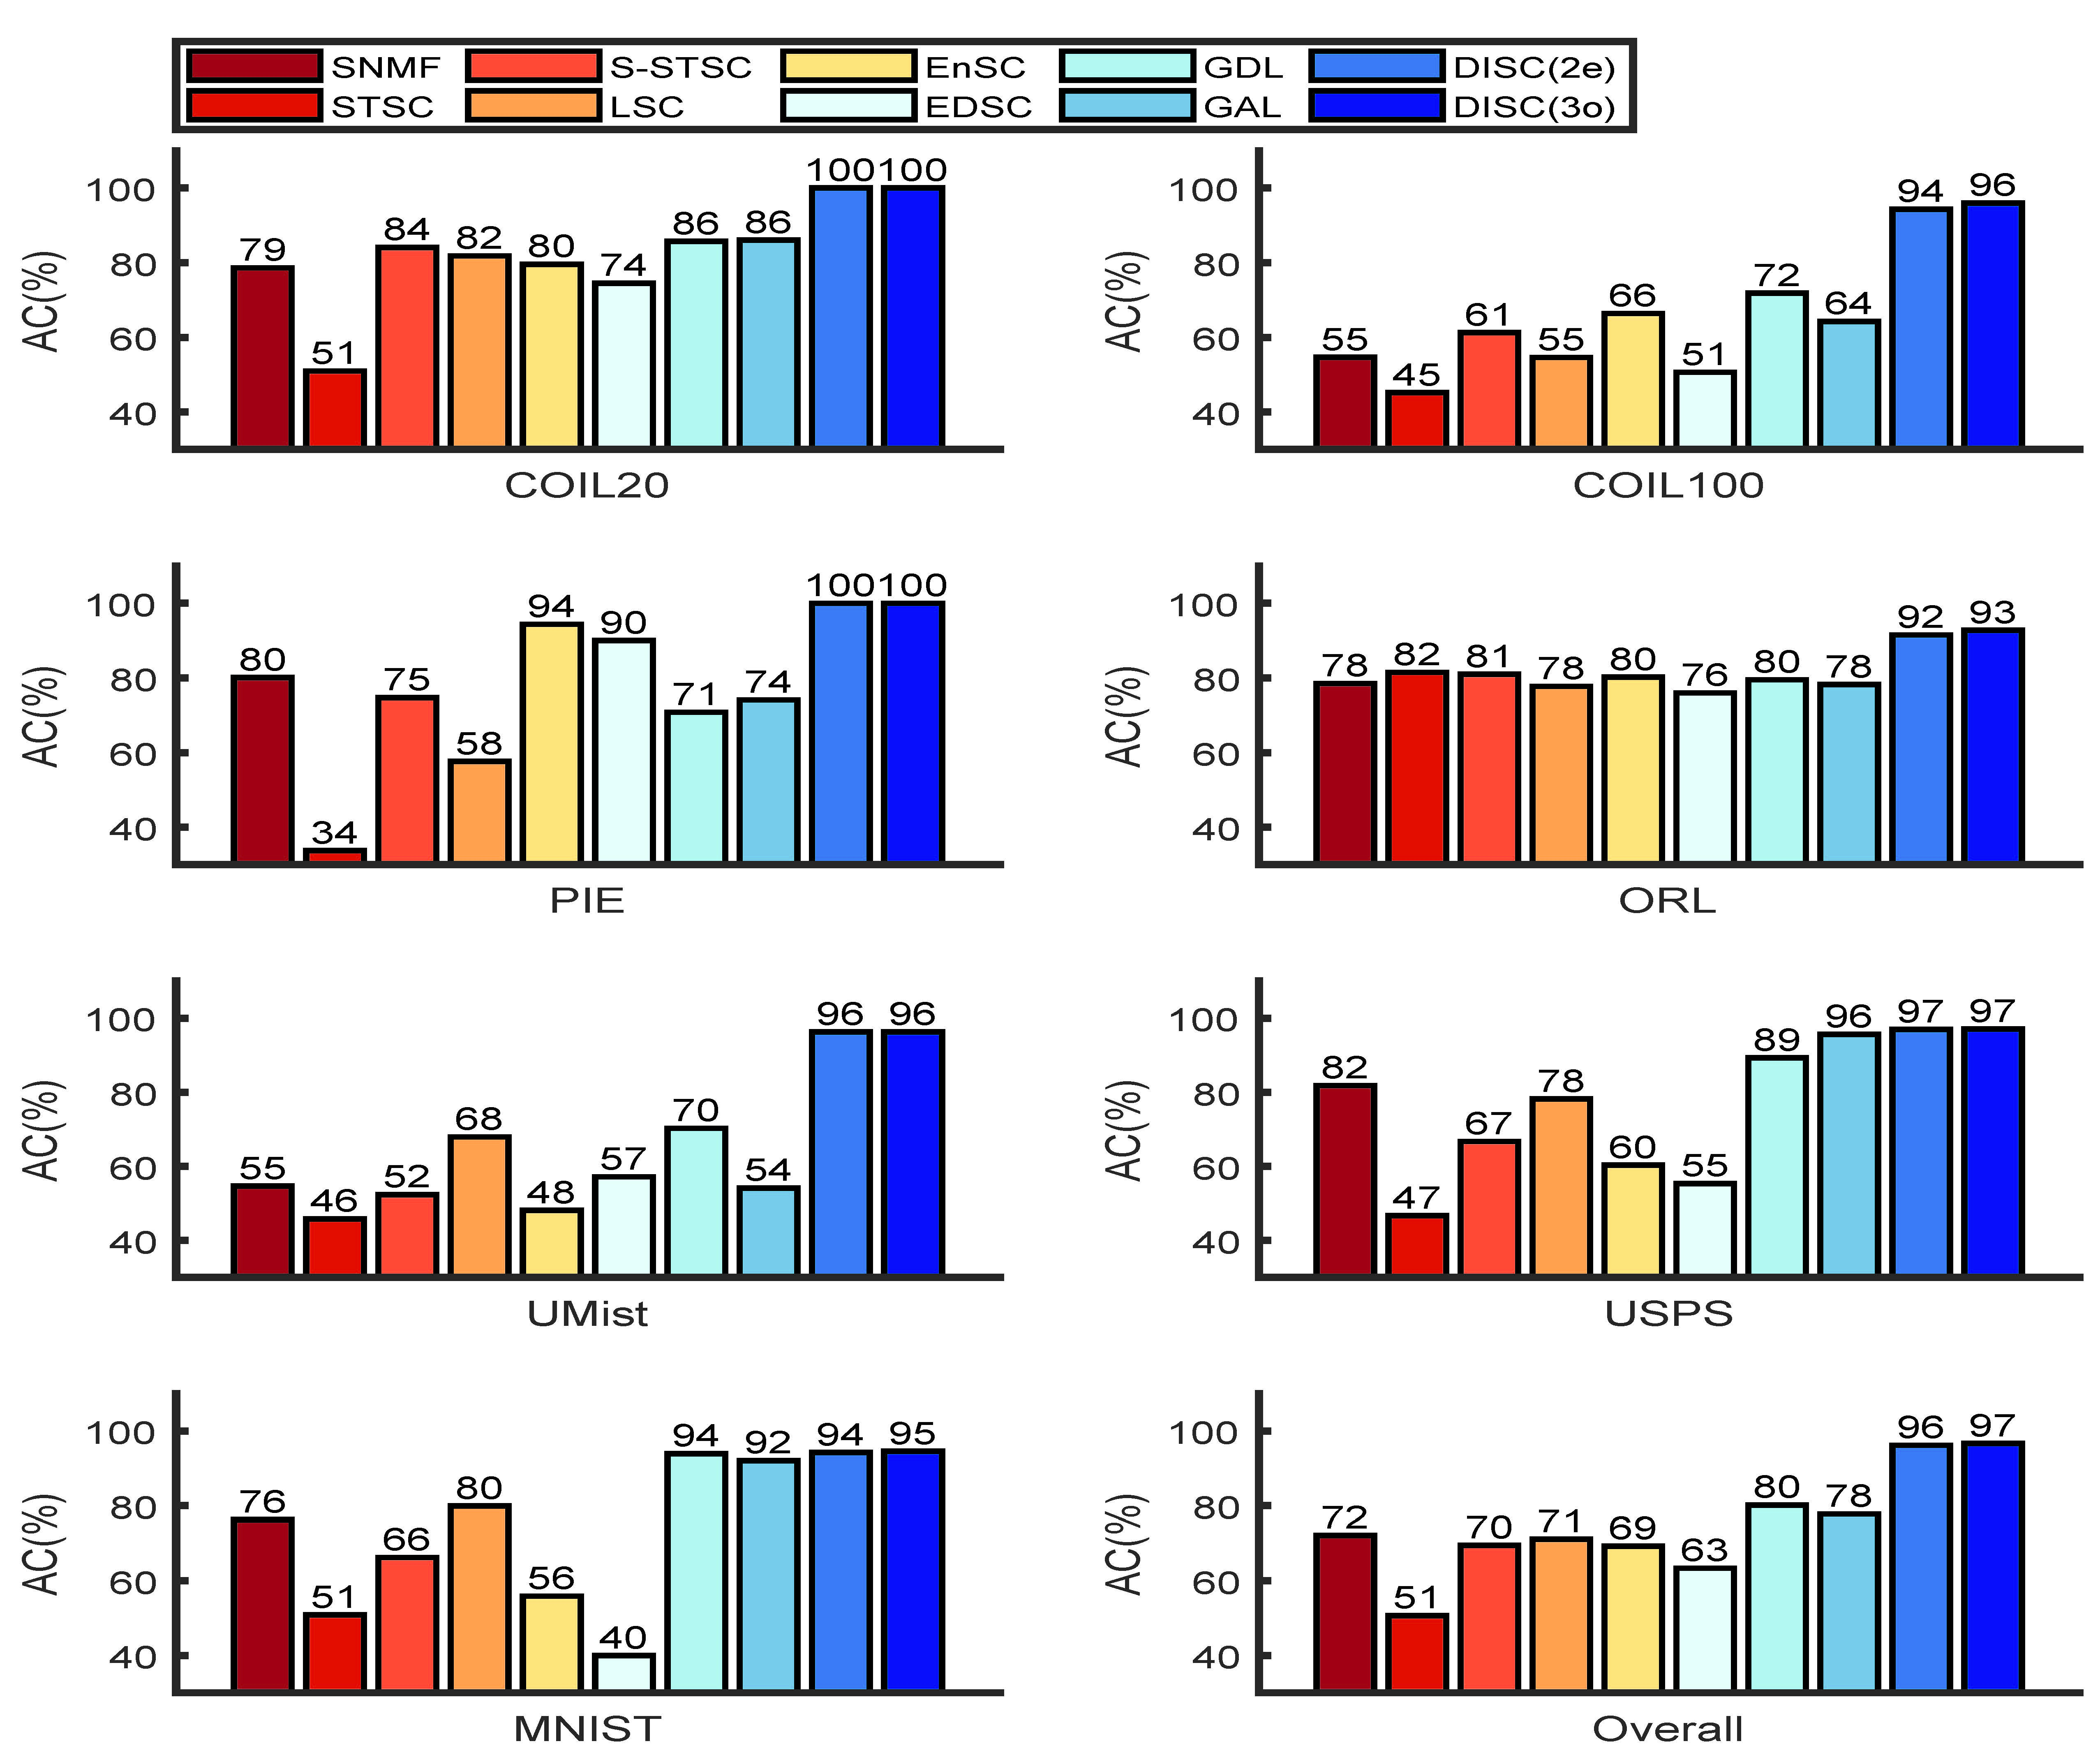 SNMF S-STSC EnSC GDL DISC(2e)
STSC LSC EDSC GAL DISC(3o)
AC(%)
100
80
60
40
79 51 84 82 80 74 86 86 100 100
COIL20
AC(%)
100
80
60
40
55 45 61 55 66 51 72 64 94 96
COIL100
AC(%)
100
80
60
40
80 34 75 58 94 90 71 74 100 100
PIE
AC(%)
100
80
60
40
78 82 81 78 80 76 80 78 92 93
ORL
AC(%)
100
80
60
40
55 46 52 68 48 57 70 54 96 96
UMist
AC(%)
100
80
60
40
82 47 67 78 60 55 89 96 97 97
USPS
AC(%)
100
80
60
40
76 51 66 80 56 40 94 92 94 95
MNIST
AC(%)
100
80
60
40
72 51 70 71 69 63 80 78 96 97
Overall